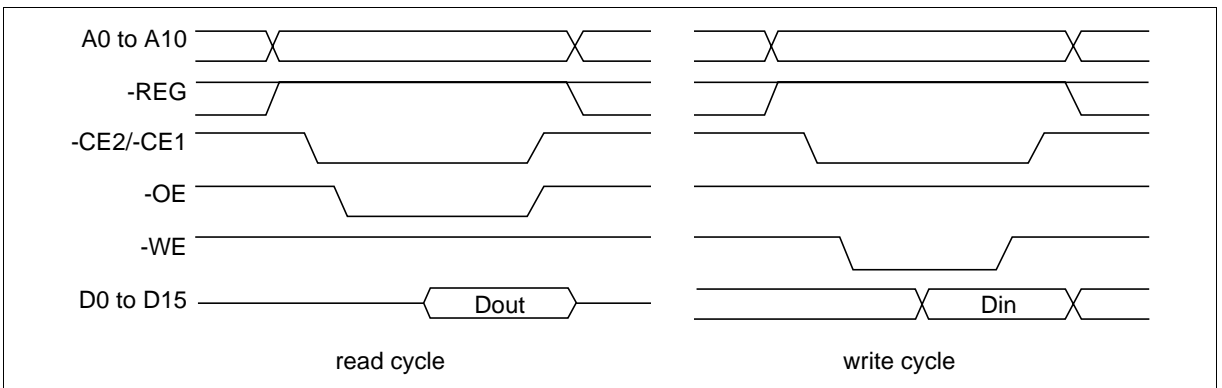 A0 to A10
-REG
-CE2/-CE1
-OE
-WE
D0 to D15 Dout Din
read cycle write cycle